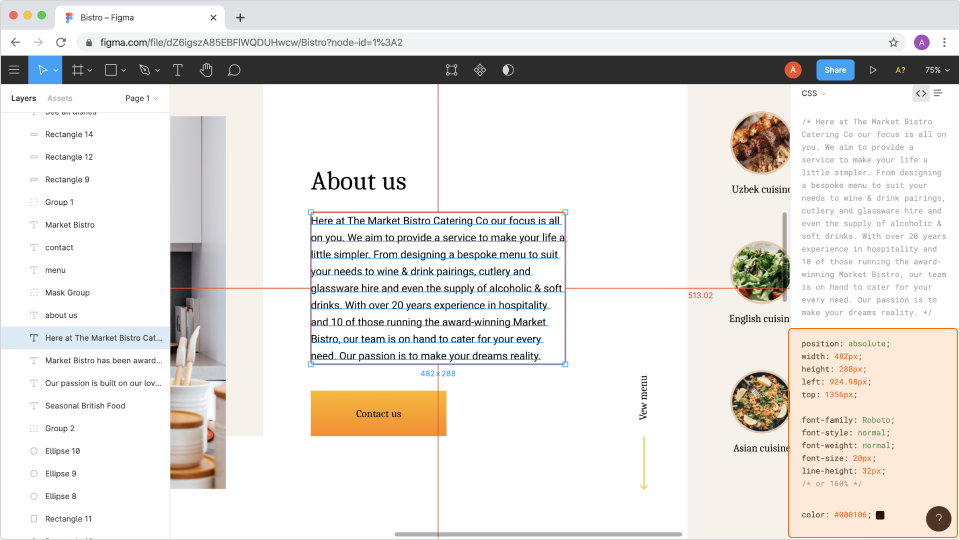 Bistro – Figma
figma.com/file/dZ6igszA85EBFlWQDUHwcw/Bistro?node-id=1%3A2
A
A
Share
A?
75%
Layers
Assets
Page 1
CSS
See all dishes
Rectangle 14
Rectangle 12
Rectangle 9
Group 1
Market Bistro
contact
menu
Mask Group
about us
Here at The Market Bistro Cat...
Market Bistro has been award...
Our passion is built on our lov...
Seasonal British Food
Group 2
Ellipse 10
Ellipse 9
Ellipse 8
Rectangle 11
About us
Here at The Market Bistro Catering Co our focus is all
on you. We aim to provide a service to make your life a
little simpler. From designing a bespoke menu to suit
your needs to wine & drink pairings, cutlery and
glassware hire and even the supply of alcoholic & soft
drinks. With over 20 years experience in hospitality
and 10 of those running the award-winning Market
Bistro, our team is on hand to cater for your every
need. Our passion is to make your dreams reality.
482 x 288
Contact us
513.02
Vew menu
Uzbek cuisine
English cuisin
Asian cuisine
/* Here at The Market Bistro
Catering Co our focus is all on
you. We aim to provide a
service to make your life a
little simpler. From designing
a bespoke menu to suit your
needs to wine & drink pairings,
cutlery and glassware hire and
even the supply of alcoholic &
soft drinks. With over 20 years
experience in hospitality and
10 of those running the award-
winning Market Bistro, our team
is on hand to cater for your
every need. Our passion is to
make your dreams reality. */
position: absolute;
width: 482px;
height: 288px;
left: 924.98px;
top: 1356px;
font-family: Roboto;
font-style: normal;
font-weight: normal;
font-size: 20px;
line-height: 32px;
/* or 160% */
color: #000106;
?